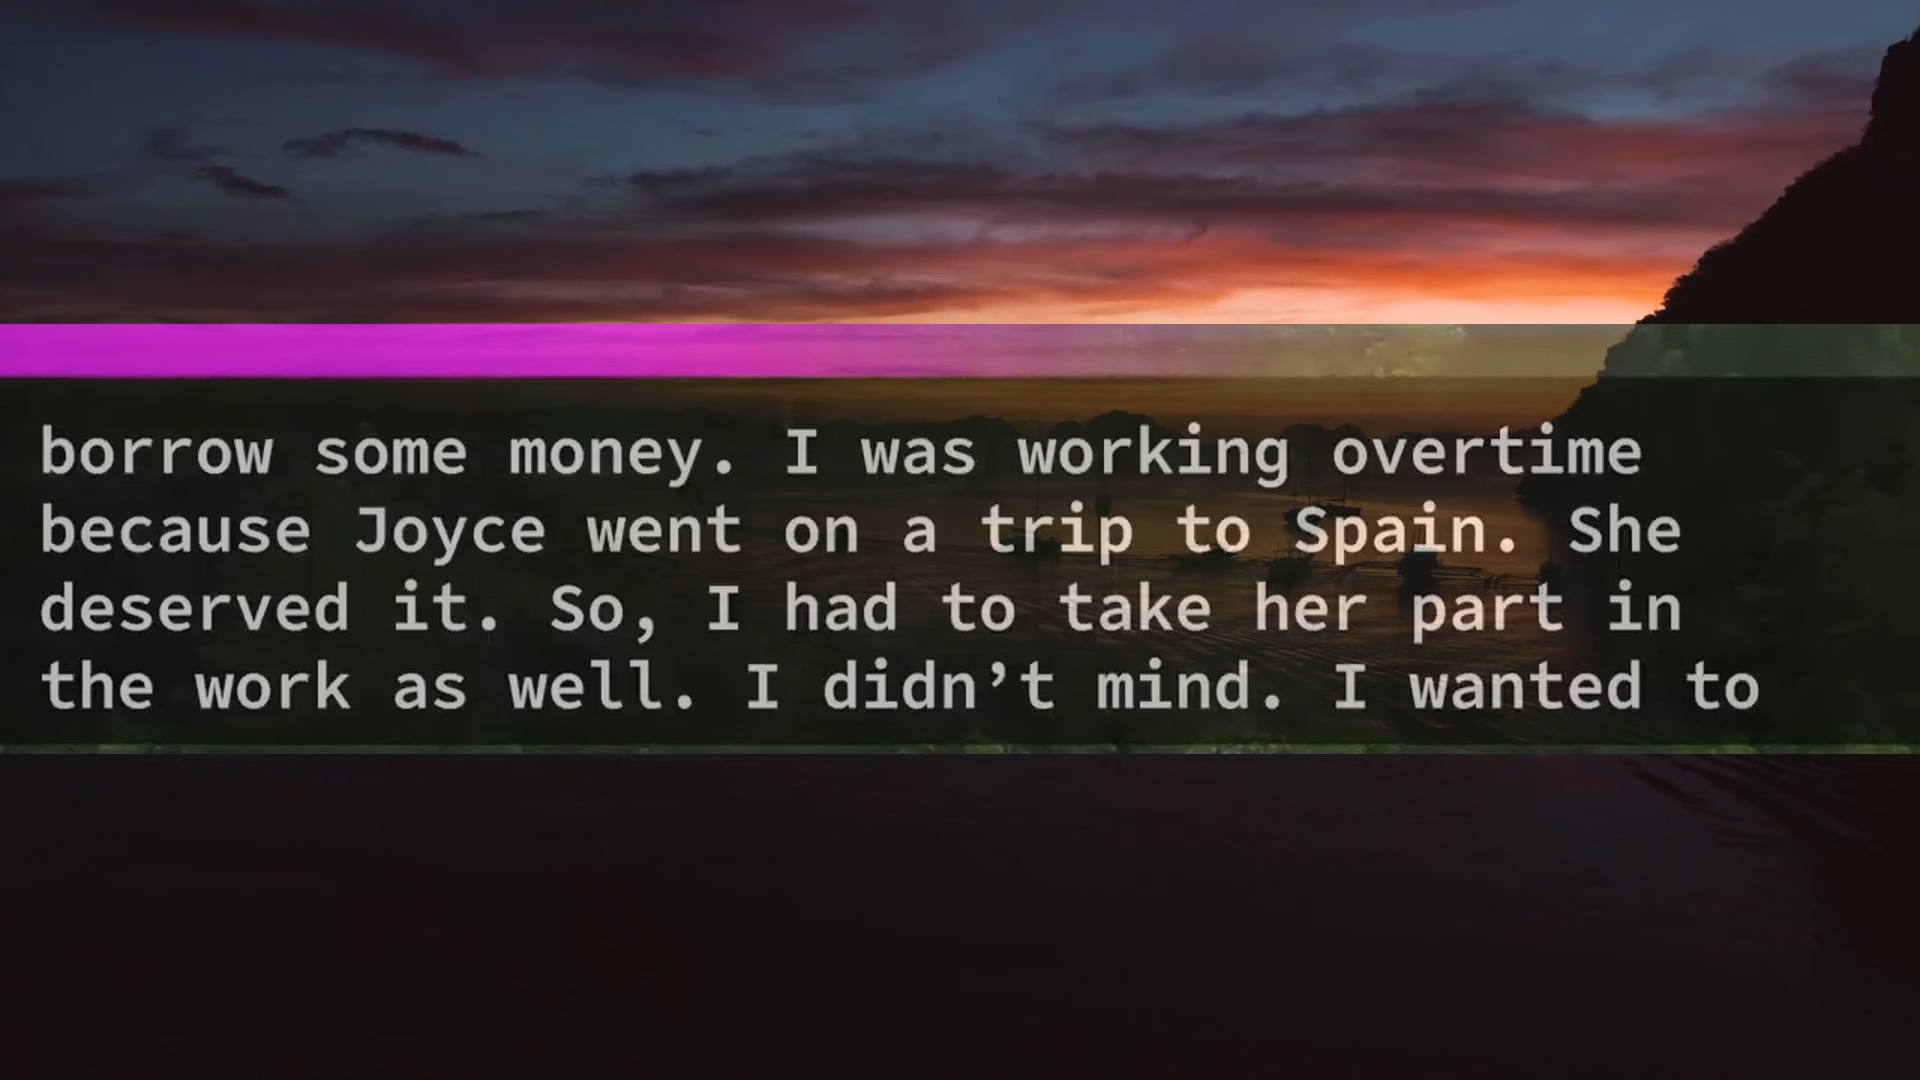 borrow some money. I was working overtime
because Joyce went on a trip to Spain. She
deserved it. So, I had to take her part in
the work as well. I didn’t mind. I wanted to